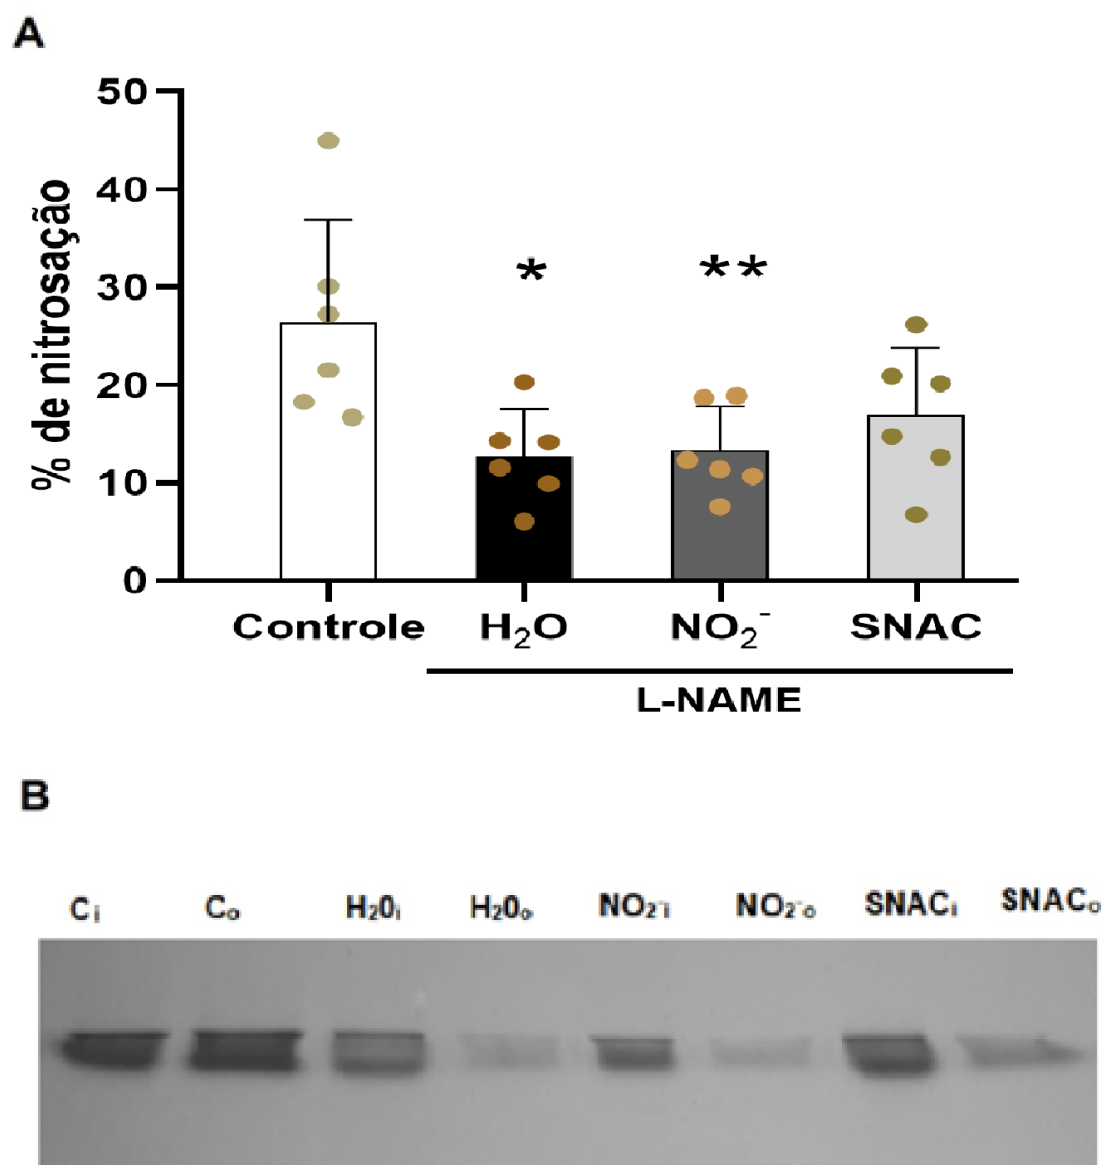 A
50
40
30
20
10
0
% de nitrosação
* **
Controle H₂O NO₂⁻ SNAC
L-NAME
B
Cᵢ Cₒ H₂0ᵢ H₂0ₒ NO₂⁻ᵢ NO₂⁻ₒ SNACᵢ SNACₒ